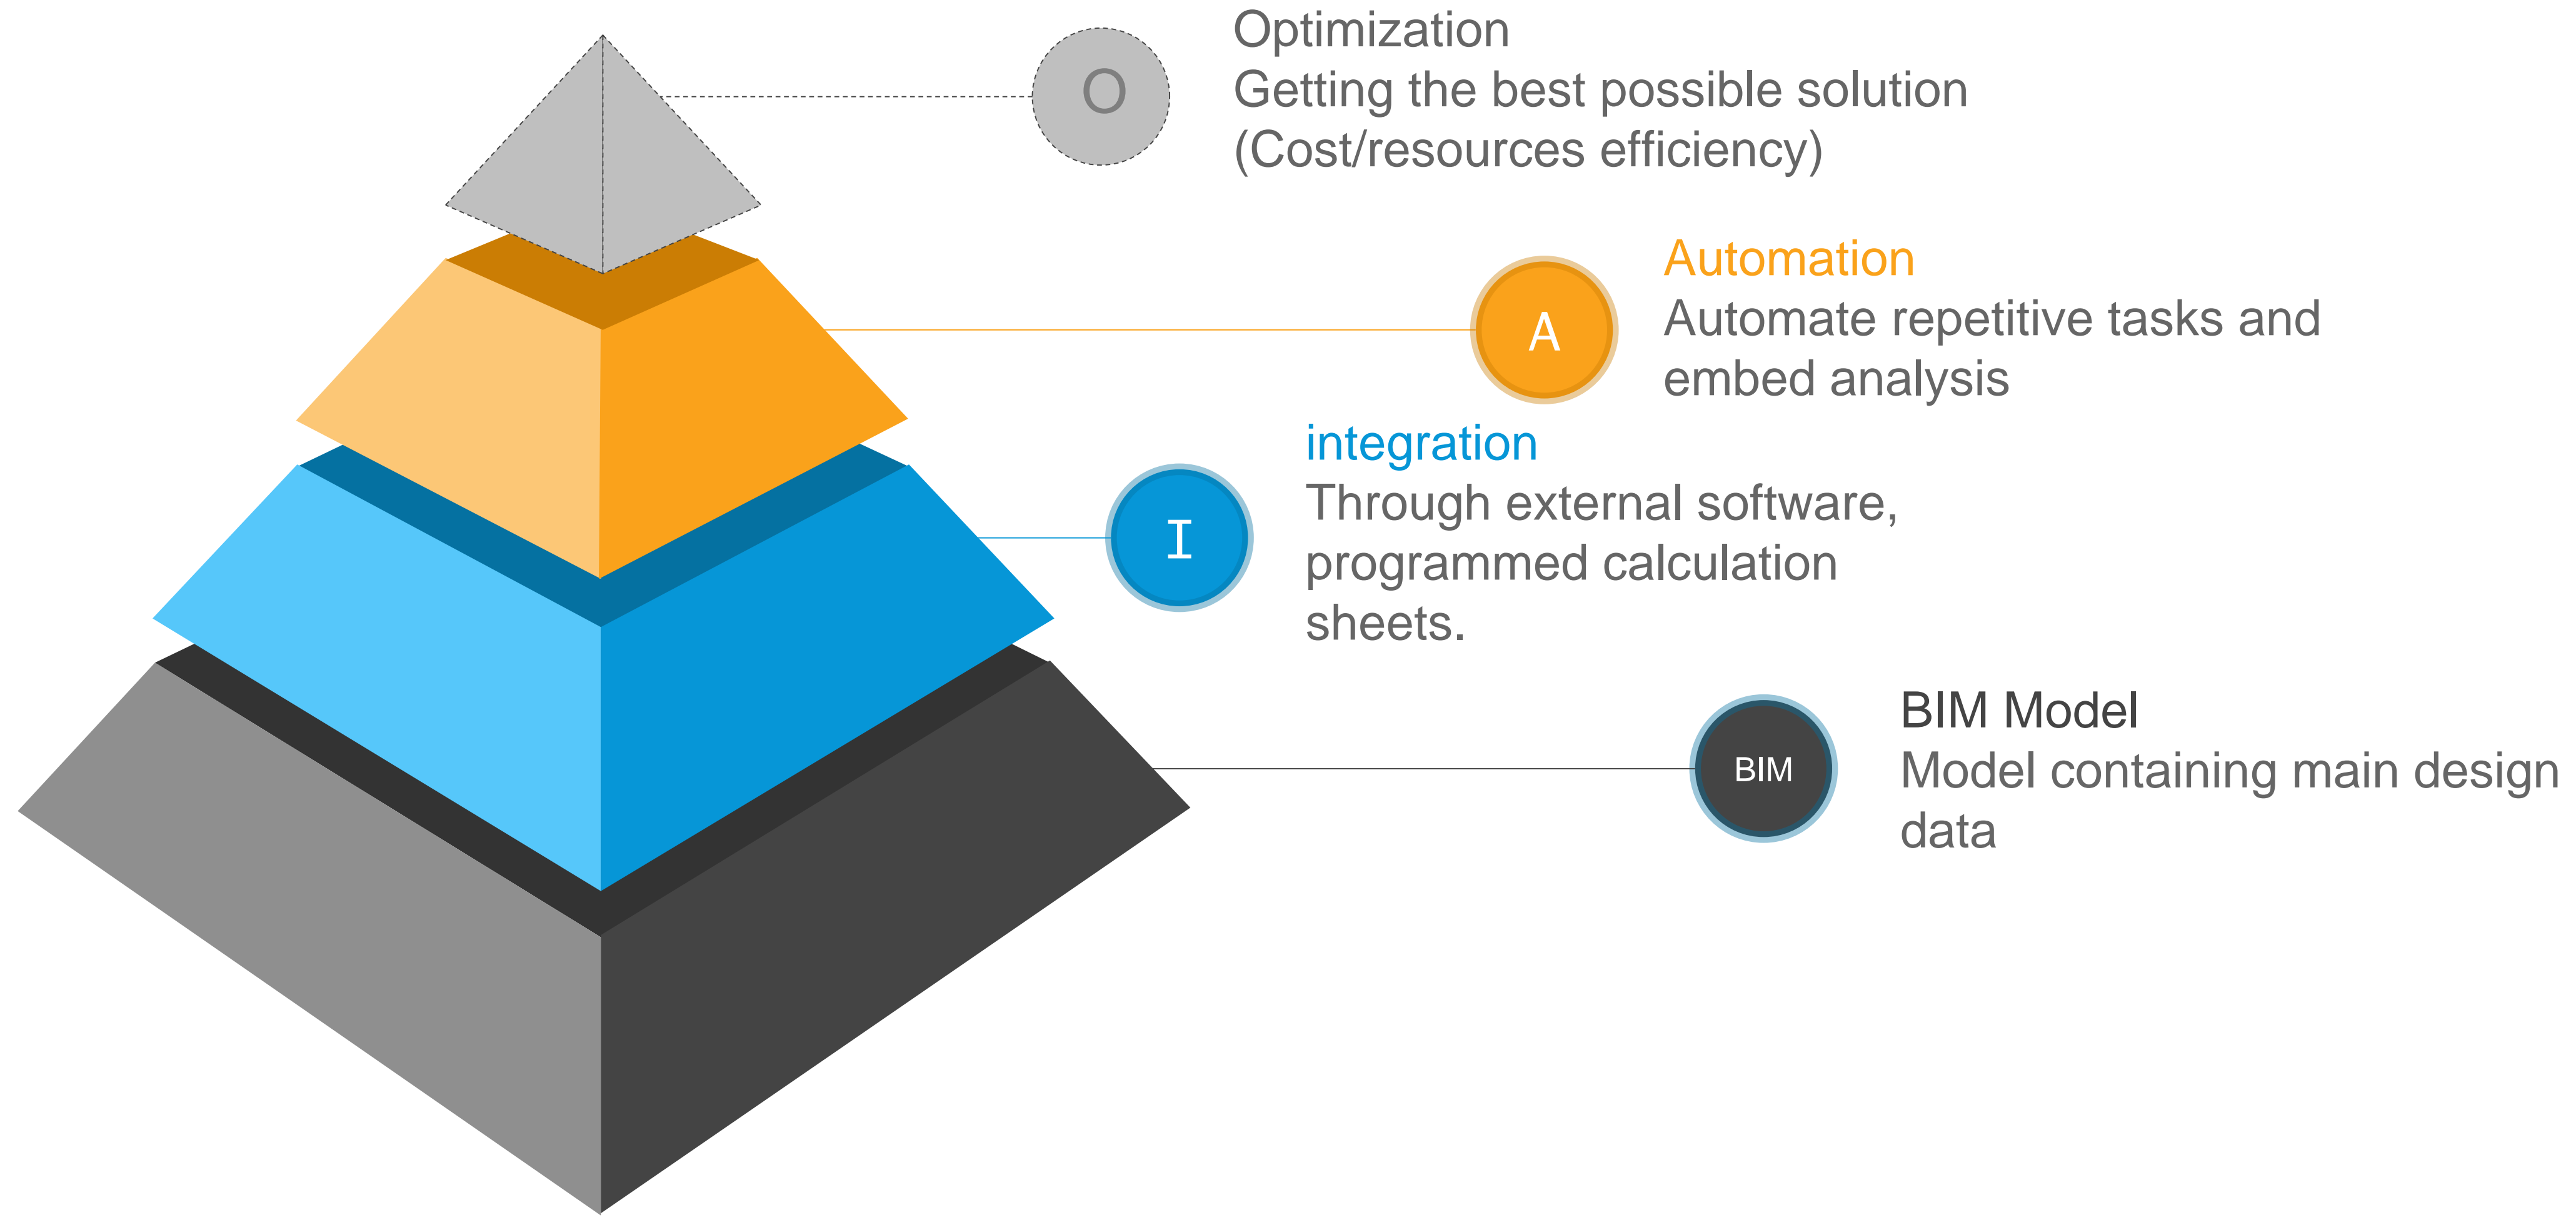 O
Optimization
Getting the best possible solution
(Cost/resources efficiency)
A
Automation
Automate repetitive tasks and
embed analysis
I
integration
Through external software,
programmed calculation
sheets.
BIM
BIM Model
Model containing main design
data